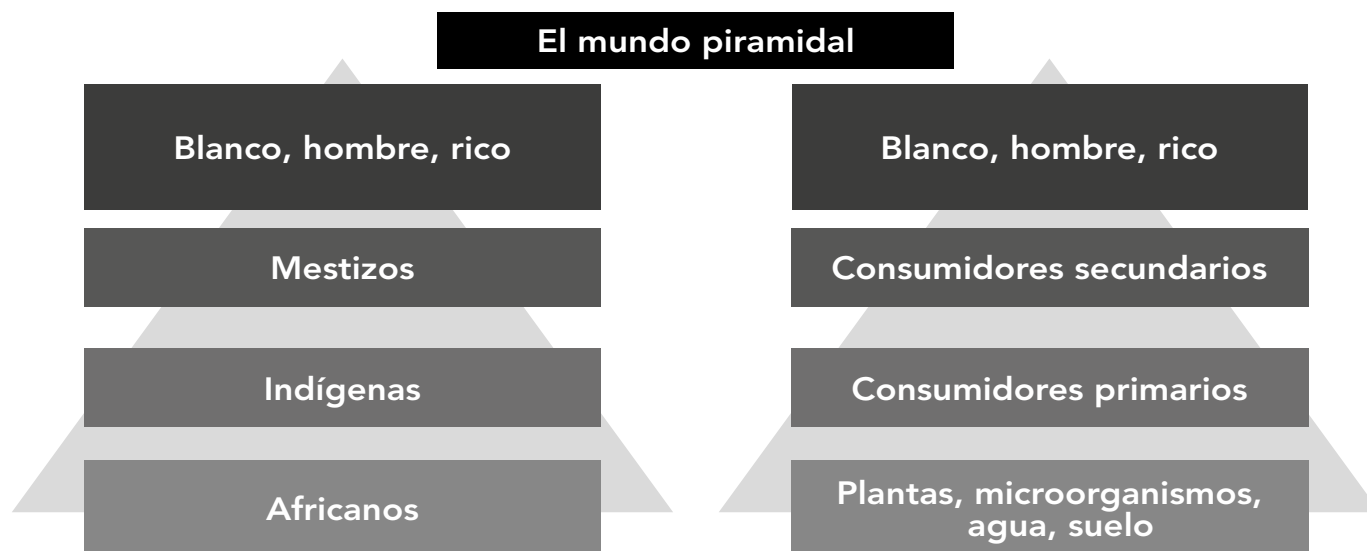 El mundo piramidal
Blanco, hombre, rico
Mestizos
Indígenas
Africanos
Blanco, hombre, rico
Consumidores secundarios
Consumidores primarios
Plantas, microorganismos,
agua, suelo